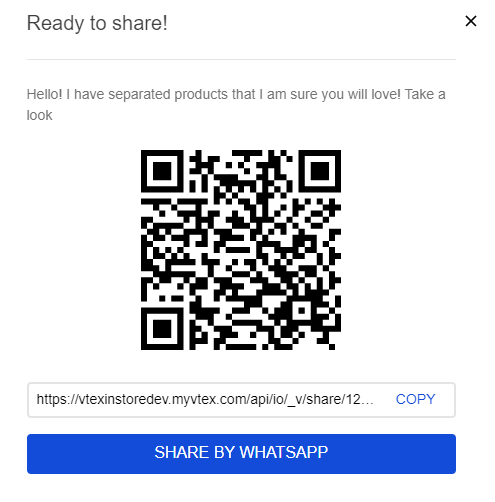 Ready to share!
Hello! I have separated products that I am sure you will love! Take a
look
https://vtexinstoredev.myvtex.com/api/io/_v/share/12...
COPY
SHARE BY WHATSAPP